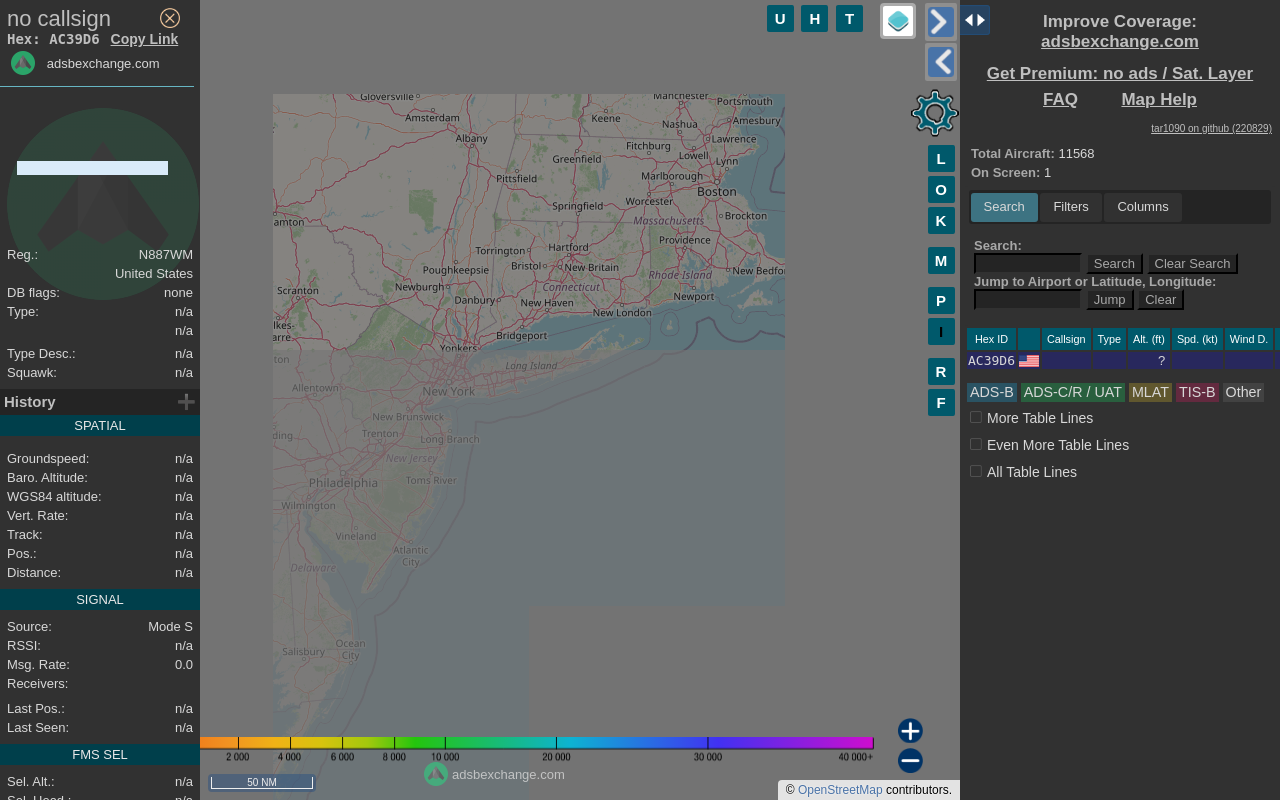 no callsign
Hex: AC39D6 Copy Link
adsbexchange.com
Reg.: N887WM
United States
DB flags: none
Type: n/a
n/a
Type Desc.: n/a
Squawk: n/a
History
SPATIAL
Groundspeed: n/a
Baro. Altitude: n/a
WGS84 altitude: n/a
Vert. Rate: n/a
Track: n/a
Pos.: n/a
Distance: n/a
SIGNAL
Source: Mode S
RSSI: n/a
Msg. Rate: 0.0
Receivers:
Last Pos.: n/a
Last Seen: n/a
FMS SEL
Sel. Alt.: n/a
Sel. Head.: n/a
U H T
L
O
K
M
P
I
R
F
Gloversville
Amsterdam
Albany
Keene
Manchester
Portsmouth
Amesbury
Nashua
Lawrence
Fitchburg
Lowell
Lynn
Greenfield
Pittsfield
Marlborough
Boston
Springfield
Worcester
Massachusetts
Brockton
Providence
Torrington
Hartford
Bristol
New Britain
Poughkeepsie
Connecticut
Rhode Island
New Bedfo
Newburgh
Danbury
New Haven
New London
Newport
Scranton
amton
lkes-
arre
Bridgeport
Yonkers
Long Island
ton
Allentown
New York
New Brunswick
Trenton
Long Branch
ding
New Jersey
Philadelphia
Toms River
Wilmington
Vineland
Atlantic
City
Delaware
Salisbury
Ocean
City
2 000 4 000 6 000 8 000 10 000 20 000 30 000 40 000+
50 NM
adsbexchange.com
© OpenStreetMap contributors.
Improve Coverage:
adsbexchange.com
Get Premium: no ads / Sat. Layer
FAQ Map Help
tar1090 on github (220829)
Total Aircraft: 11568
On Screen: 1
Search Filters Columns
Search:
Search Clear Search
Jump to Airport or Latitude, Longitude:
Jump Clear
Hex ID Callsign Type Alt. (ft) Spd. (kt) Wind D.
AC39D6 ?
ADS-B ADS-C/R / UAT MLAT TIS-B Other
More Table Lines
Even More Table Lines
All Table Lines